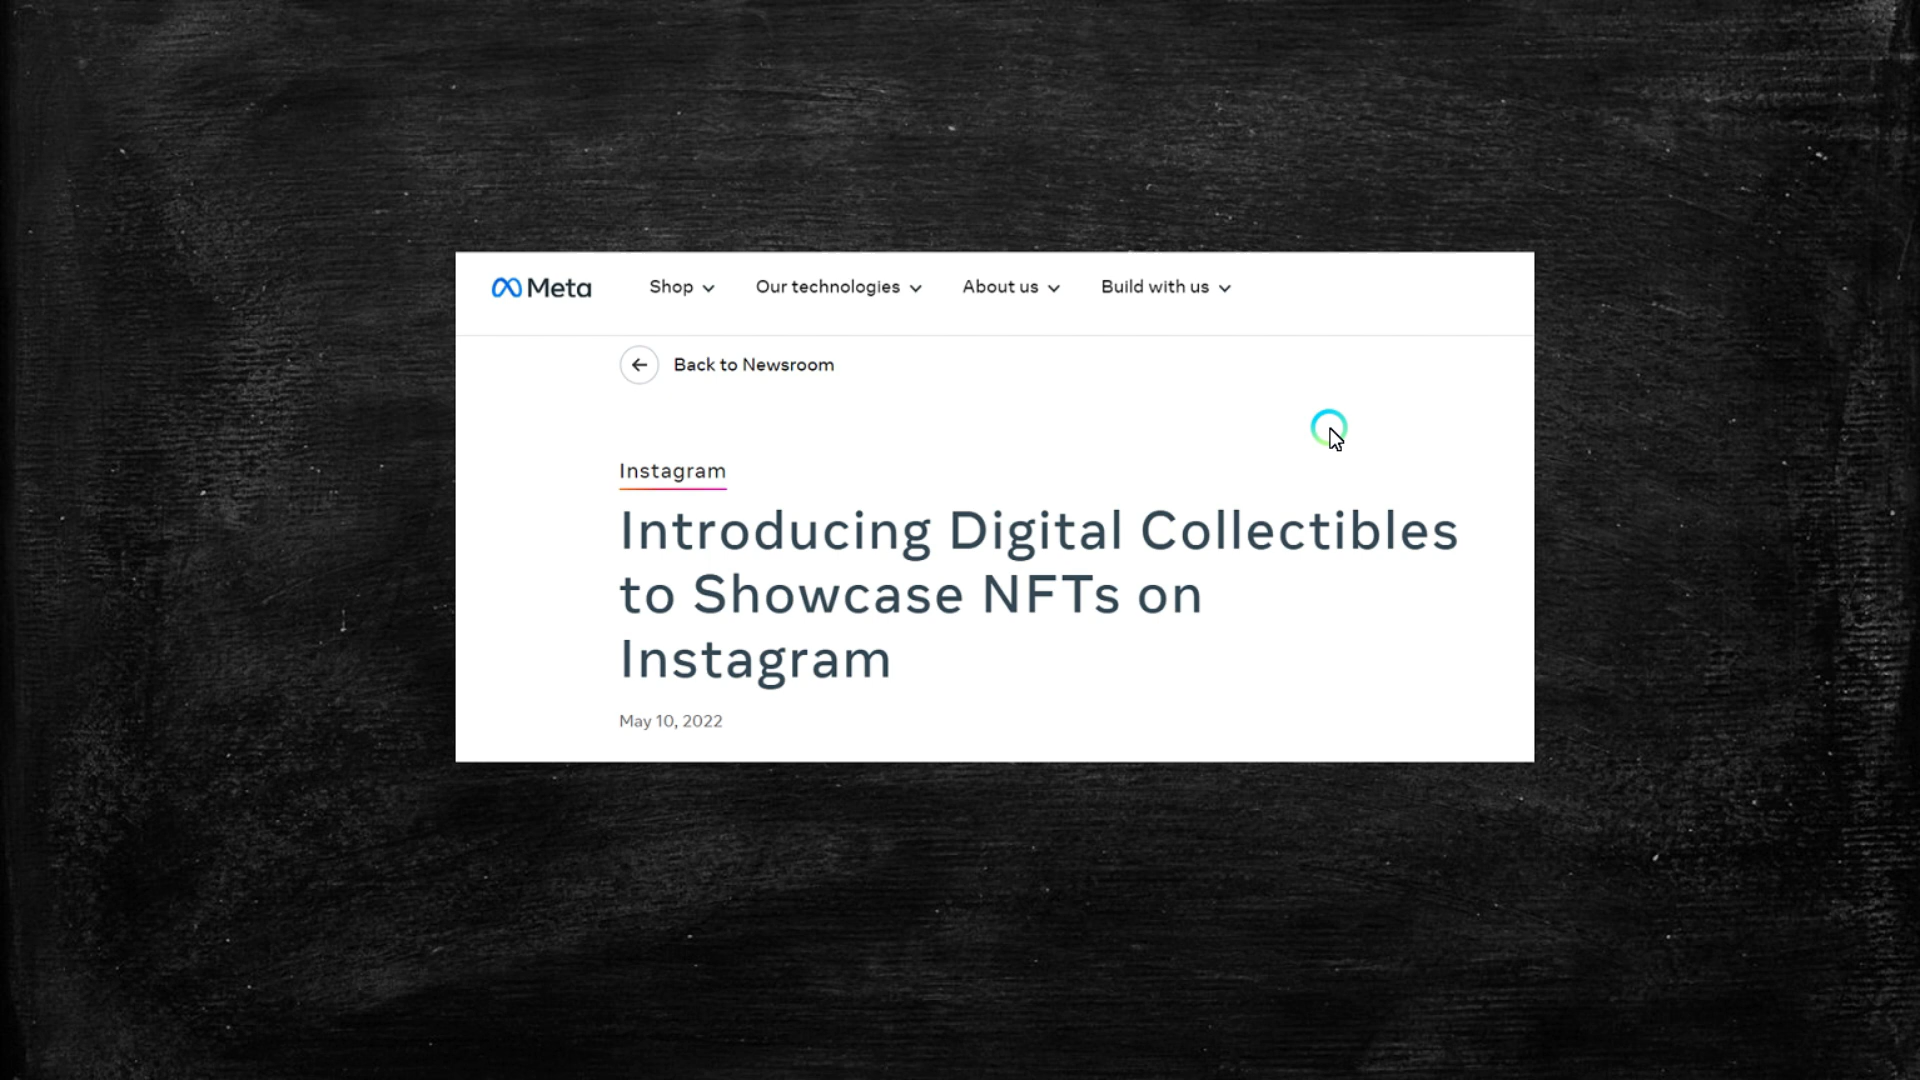 Meta Shop Our technologies About us Build with us
Back to Newsroom
Instagram
Introducing Digital Collectibles
to Showcase NFTs on
Instagram
May 10, 2022